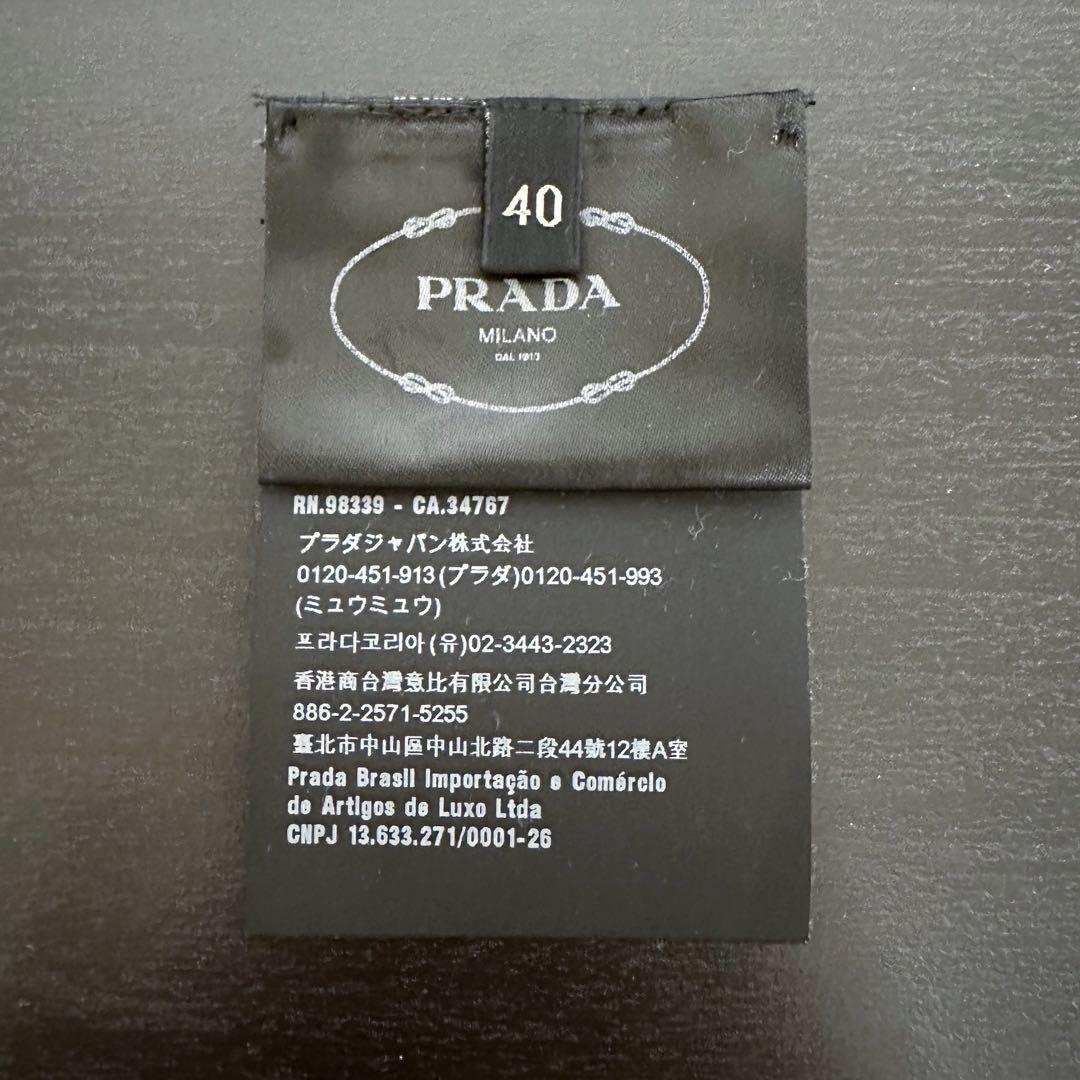 40
PRADA
MILANO
DAL 1913
RN.98339 - CA.34767
プラダジャパン株式会社
0120-451-913(プラダ)0120-451-993
(ミュウミュウ)
프라다코리아(유)02-3443-2323
香港商台灣意比有限公司台灣分公司
886-2-2571-5255
臺北市中山區中山北路二段44號12樓A室
Prada Brasil Importação e Comércio
de Artigos de Luxo Ltda
CNPJ 13.633.271/0001-26